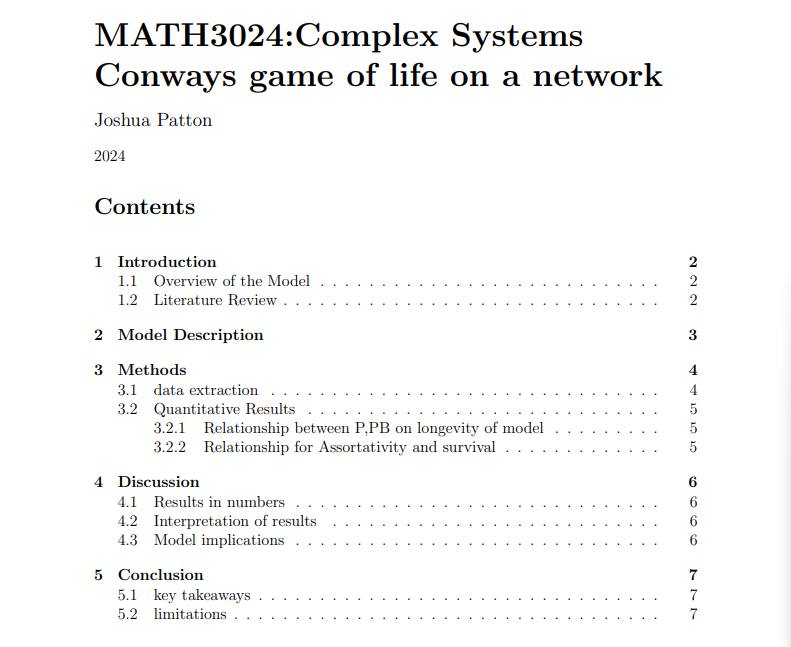 MATH3024:Complex Systems
Conways game of life on a network
Joshua Patton
2024
Contents
1 Introduction 2
1.1 Overview of the Model . . . . . . . . . . . . . . . . . . . . . . . . . . . . 2
1.2 Literature Review . . . . . . . . . . . . . . . . . . . . . . . . . . . . . . . 2
2 Model Description 3
3 Methods 4
3.1 data extraction . . . . . . . . . . . . . . . . . . . . . . . . . . . . . . . . 4
3.2 Quantitative Results . . . . . . . . . . . . . . . . . . . . . . . . . . . . . 5
3.2.1 Relationship between P,PB on longevity of model . . . . . . . . . 5
3.2.2 Relationship for Assortativity and survival . . . . . . . . . . . . . 5
4 Discussion 6
4.1 Results in numbers . . . . . . . . . . . . . . . . . . . . . . . . . . . . . . 6
4.2 Interpretation of results . . . . . . . . . . . . . . . . . . . . . . . . . . . 6
4.3 Model implications . . . . . . . . . . . . . . . . . . . . . . . . . . . . . . 6
5 Conclusion 7
5.1 key takeaways . . . . . . . . . . . . . . . . . . . . . . . . . . . . . . . . . 7
5.2 limitations . . . . . . . . . . . . . . . . . . . . . . . . . . . . . . . . . . . 7